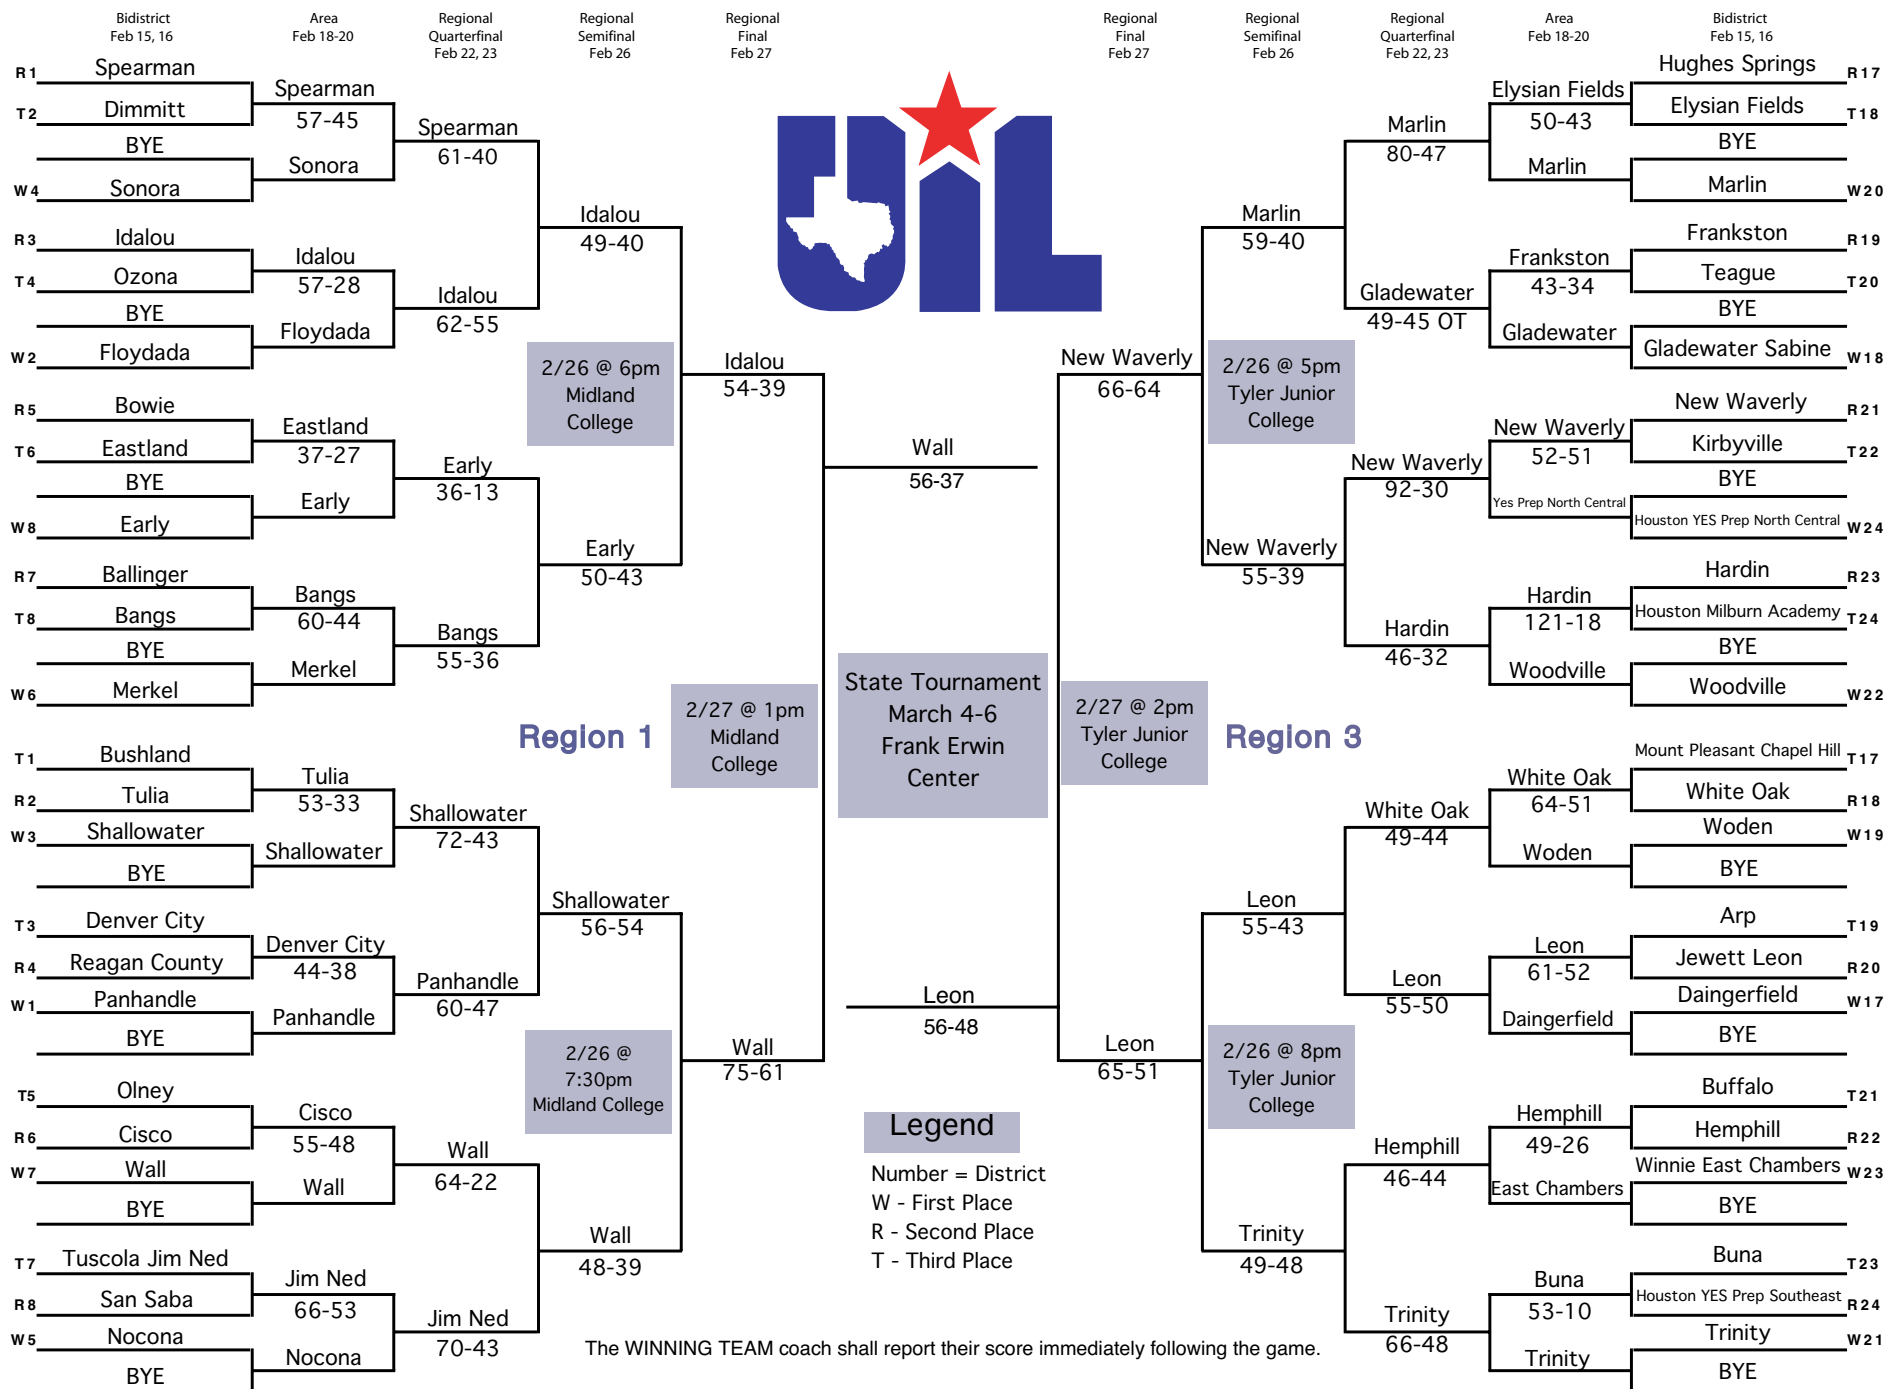 Bidistrict
Feb 15, 16
Area
Feb 18-20
Regional
Quarterfinal
Feb 22, 23
Regional
Semifinal
Feb 26
Regional
Final
Feb 27
Regional
Final
Feb 27
Regional
Semifinal
Feb 26
Regional
Quarterfinal
Feb 22, 23
Area
Feb 18-20
Bidistrict
Feb 15, 16
R1 Spearman
T2 Dimmitt
BYE
W4 Sonora
R3 Idalou
T4 Ozona
BYE
W2 Floydada
R5 Bowie
T6 Eastland
BYE
W8 Early
R7 Ballinger
T8 Bangs
BYE
W6 Merkel
T1 Bushland
R2 Tulia
W3 Shallowater
BYE
T3 Denver City
R4 Reagan County
W1 Panhandle
BYE
T5 Olney
R6 Cisco
W7 Wall
BYE
T7 Tuscola Jim Ned
R8 San Saba
W5 Nocona
BYE
Spearman
57-45
Sonora
Idalou
57-28
Floydada
Eastland
37-27
Early
Bangs
60-44
Merkel
Tulia
53-33
Shallowater
Denver City
44-38
Panhandle
Cisco
55-48
Wall
Jim Ned
66-53
Nocona
Spearman
61-40
Idalou
62-55
Early
36-13
Bangs
55-36
Shallowater
72-43
Panhandle
60-47
Wall
64-22
Jim Ned
70-43
Idalou
49-40
2/26 @ 6pm
Midland
College
Early
50-43
Region 1
Shallowater
56-54
2/26 @
7:30pm
Midland College
Wall
48-39
Idalou
54-39
2/27 @ 1pm
Midland
College
Wall
75-61
UiL
Wall
56-37
State Tournament
March 4-6
Frank Erwin
Center
Leon
56-48
Legend
Number = District
W - First Place
R - Second Place
T - Third Place
The WINNING TEAM coach shall report their score immediately following the game.
New Waverly
66-64
2/27 @ 2pm
Tyler Junior
College
Leon
65-51
Marlin
59-40
2/26 @ 5pm
Tyler Junior
College
New Waverly
55-39
Region 3
Leon
55-43
2/26 @ 8pm
Tyler Junior
College
Trinity
49-48
Marlin
80-47
Gladewater
49-45 OT
New Waverly
92-30
Hardin
46-32
White Oak
49-44
Leon
55-50
Hemphill
46-44
Trinity
66-48
Elysian Fields
50-43
Marlin
Frankston
43-34
Gladewater
New Waverly
52-51
Yes Prep North Central
Hardin
121-18
Woodville
White Oak
64-51
Woden
Leon
61-52
Daingerfield
Hemphill
49-26
East Chambers
Buna
53-10
Trinity
Hughes Springs R17
Elysian Fields T18
BYE
Marlin W20
Frankston R19
Teague T20
BYE
Gladewater Sabine W18
New Waverly R21
Kirbyville T22
BYE
Houston YES Prep North Central W24
Hardin R23
Houston Milburn Academy T24
BYE
Woodville W22
Mount Pleasant Chapel Hill T17
White Oak R18
Woden W19
BYE
Arp T19
Jewett Leon R20
Daingerfield W17
BYE
Buffalo T21
Hemphill R22
Winnie East Chambers W23
BYE
Buna T23
Houston YES Prep Southeast R24
Trinity W21
BYE